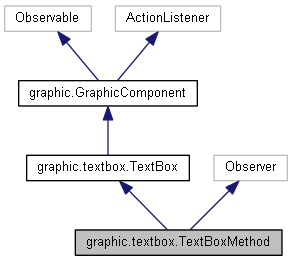 Observable
ActionListener
graphic.GraphicComponent
graphic.textbox.TextBox
Observer
graphic.textbox.TextBoxMethod